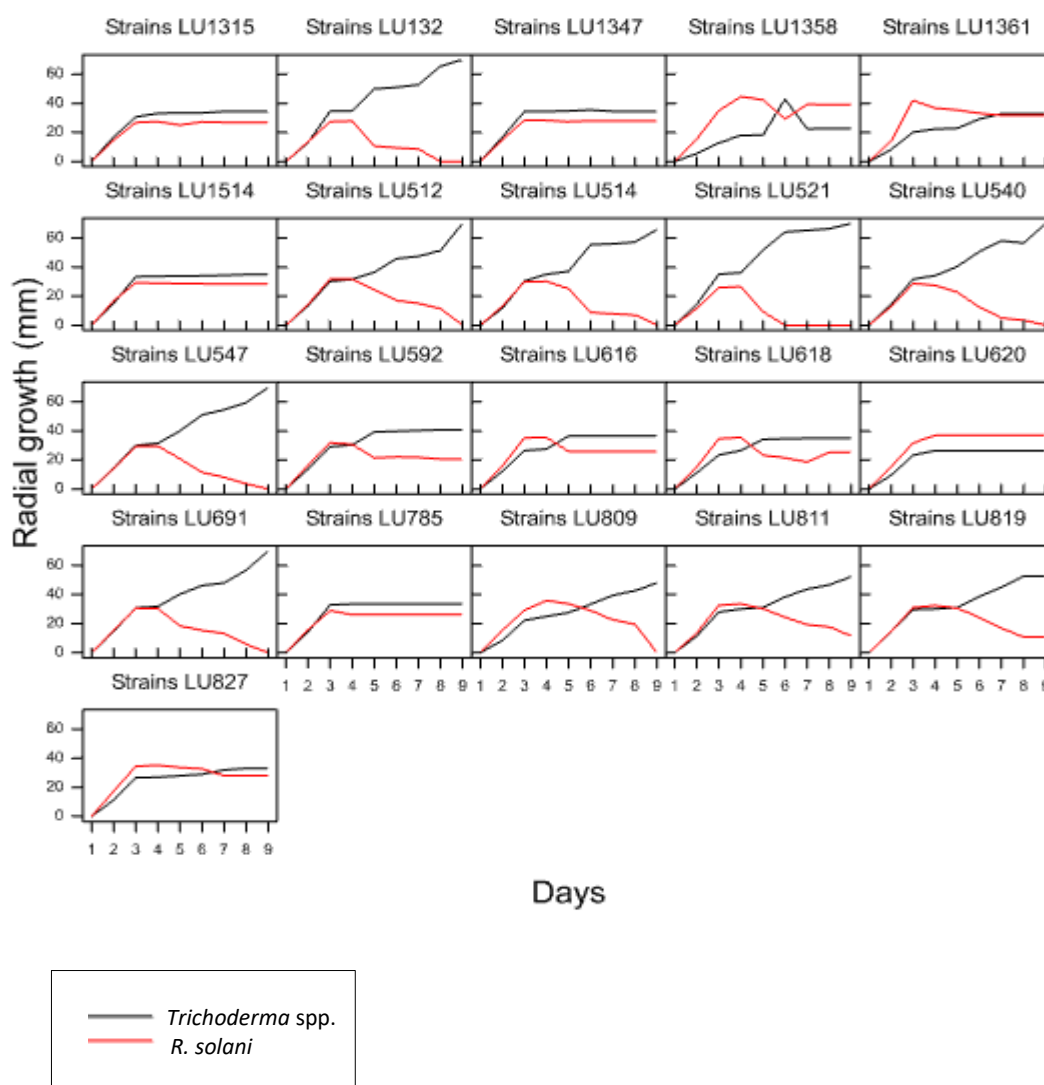 Strains LU1315 Strains LU132 Strains LU1347 Strains LU1358 Strains LU1361
60
40
20
0
Strains LU1514 Strains LU512 Strains LU514 Strains LU521 Strains LU540
60
40
20
0
Strains LU547 Strains LU592 Strains LU616 Strains LU618 Strains LU620
60
40
20
0
Strains LU691 Strains LU785 Strains LU809 Strains LU811 Strains LU819
60
40
20
0
1 2 3 4 5 6 7 8 9 1 2 3 4 5 6 7 8 9 1 2 3 4 5 6 7 8 9 1 2 3 4 5 6 7 8 9
Strains LU827
60
40
20
0
1 2 3 4 5 6 7 8 9
Radial growth (mm)
Days
Trichoderma spp.
R. solani